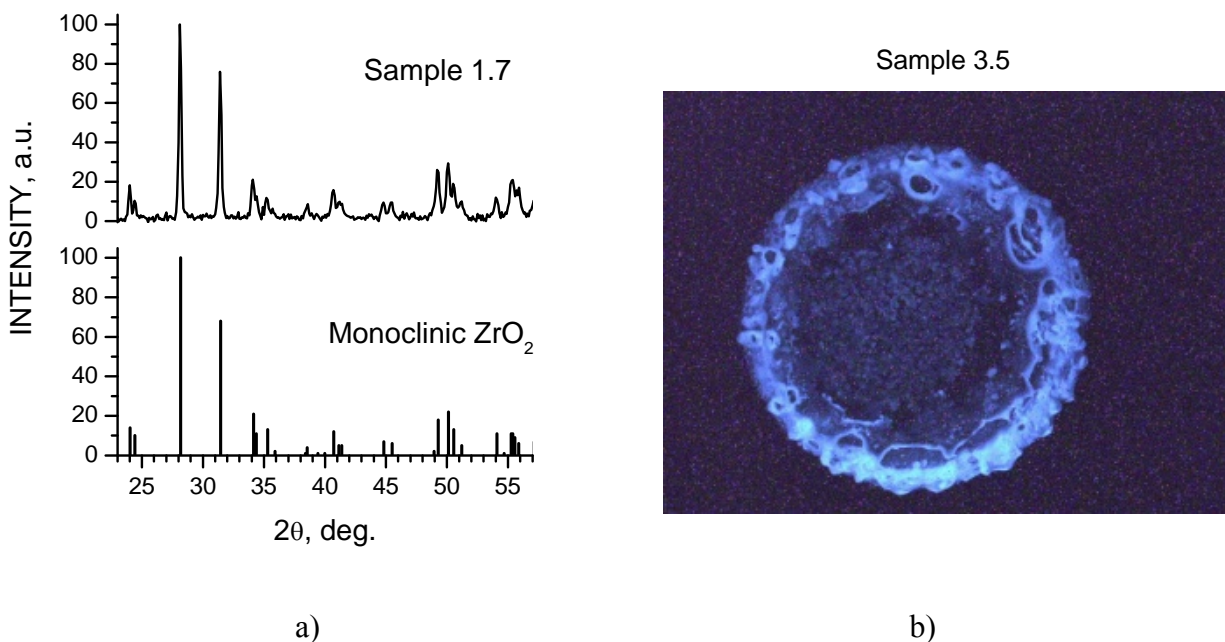 100
80
60
40
20
0
Sample 1.7
100
80
60
40
20
0
Monoclinic ZrO₂
INTENSITY, a.u.
25 30 35 40 45 50 55
2θ, deg.
a)
Sample 3.5
b)